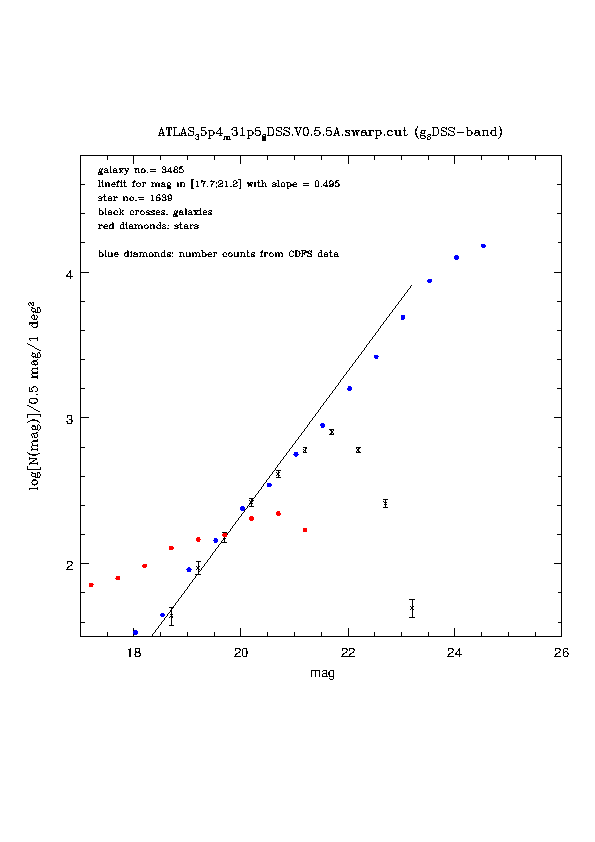 ATLAS₃5p4ₘ31p5gDSS.V0.5.5A.swarp.cut (gₛDSS-band)
galaxy no.= 3465
linefit for mag in [17.7;21.2] with slope = 0.495
star no.= 1639
black crosses: galaxies
red diamonds: stars
blue diamonds: number counts from CDFS data
4
3
2
log[N(mag)]/0.5 mag/1 deg²
18 20 22 24 26
mag